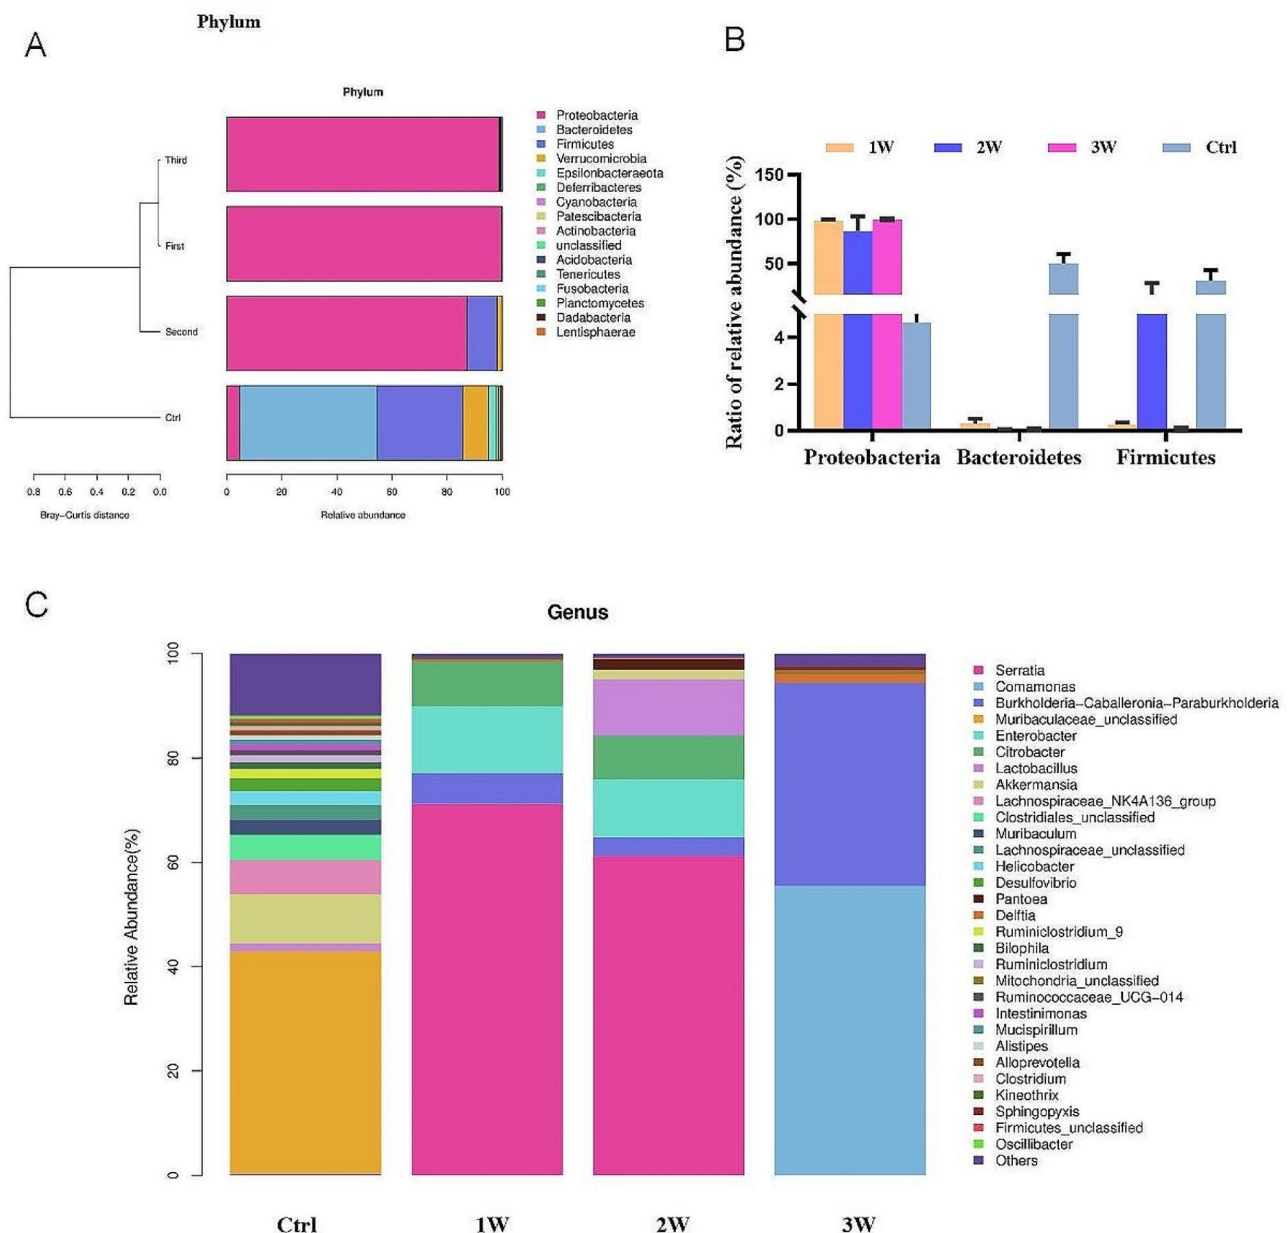 Phylum
A
Phylum
Third
First
Second
Ctrl
0.8 0.6 0.4 0.2 0.0
Bray-Curtis distance
0 20 40 60 80 100
Relative abundance
Proteobacteria
Bacteroidetes
Firmicutes
Verrucomicrobia
Epsilonbacteraeota
Deferribacteres
Cyanobacteria
Patescibacteria
Actinobacteria
unclassified
Acidobacteria
Tenericutes
Fusobacteria
Planctomycetes
Dadabacteria
Lentisphaerae
B
1W 2W 3W Ctrl
Ratio of relative abundance (%)
150
100
50
4
2
0
Proteobacteria Bacteroidetes Firmicutes
C
Genus
Relative Abundance(%)
100
80
60
40
20
0
Ctrl 1W 2W 3W
Serratia
Comamonas
Burkholderia-Caballeronia-Paraburkholderia
Muribaculaceae_unclassified
Enterobacter
Citrobacter
Lactobacillus
Akkermansia
Lachnospiraceae_NK4A136_group
Clostridiales_unclassified
Muribaculum
Lachnospiraceae_unclassified
Helicobacter
Desulfovibrio
Pantoea
Delftia
Ruminiclostridium_9
Bilophila
Ruminiclostridium
Mitochondria_unclassified
Ruminococcaceae_UCG-014
Intestinimonas
Mucispirillum
Alistipes
Alloprevotella
Clostridium
Kineothrix
Sphingopyxis
Firmicutes_unclassified
Oscillibacter
Others